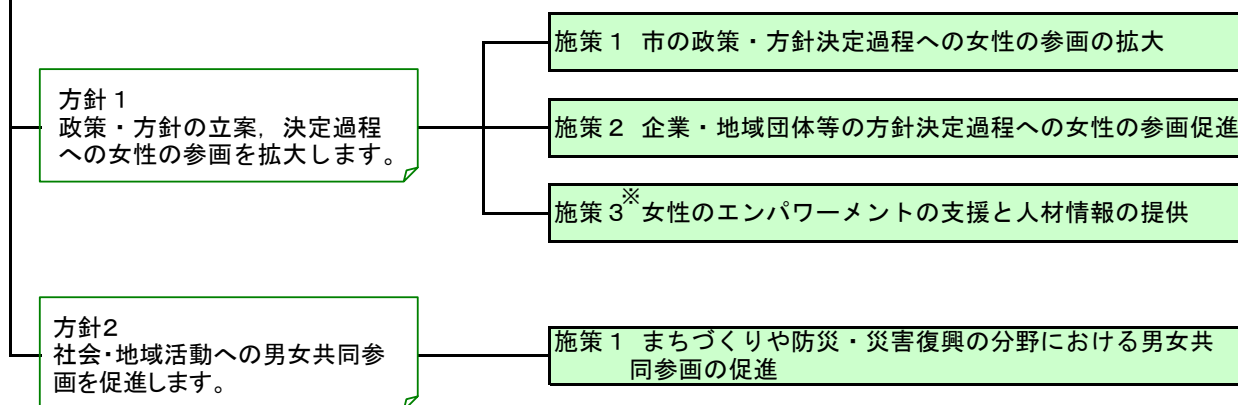 方針１
政策・方針の立案，決定過程
への女性の参画を拡大します。
施策１ 市の政策・方針決定過程への女性の参画の拡大
施策２ 企業・地域団体等の方針決定過程への女性の参画促進
施策３※女性のエンパワーメントの支援と人材情報の提供
方針２
社会・地域活動への男女共同参
画を促進します。
施策１ まちづくりや防災・災害復興の分野における男女共
同参画の促進